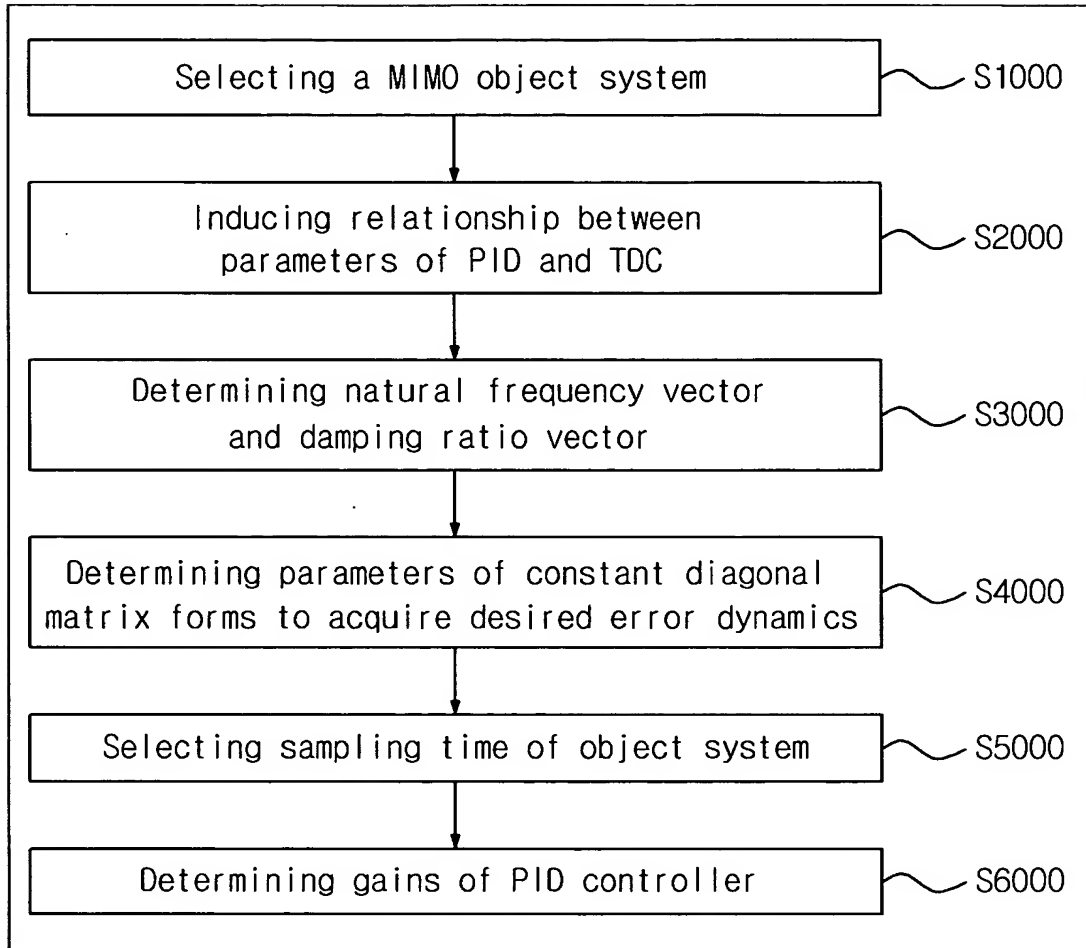 Selecting a MIMO object system
S1000
Inducing relationship between
parameters of PID and TDC
S2000
Determining natural frequency vector
and damping ratio vector
S3000
Determining parameters of constant diagonal
matrix forms to acquire desired error dynamics
S4000
Selecting sampling time of object system
S5000
Determining gains of PID controller
S6000